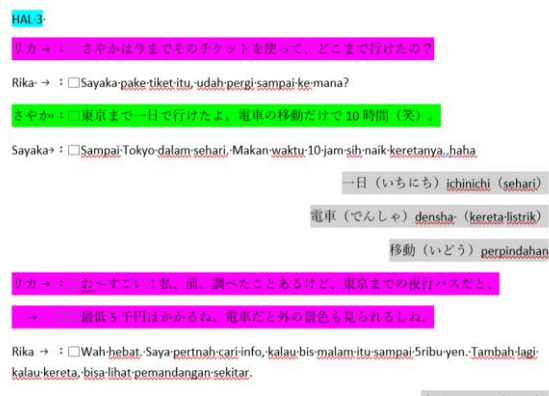 HAL·3·
リカ→： さやかは今までそのチケットを使って、どこまで行けたの？
Rika·→：□Sayaka·pake·tiket·itu,·udah·pergi·sampai·ke·mana?
さやか→：□東京まで一日で行けたよ。電車の移動だけで10時間（笑）。
Sayaka→：□Sampai·Tokyo·dalam·sehari.·Makan·waktu·10·jam·sih·naik·keretanya..haha
一日（いちにち）ichinichi（sehari）
電車（でんしゃ）densha·（kereta·listrik）
移動（いどう）perpindahan
リカ→： わ～すごい！私、前、調べたことあるけど、東京までの夜行バスだと、
→ 最低5千円はかかるね。電車だと外の景色も見られるしね。
Rika →：□Wah·hebat.·Saya·pertnah·cari·info,·kalau·bis·malam·itu·sampai·5ribu·yen.·Tambah·lagi·
kalau·kereta,·bisa·lihat·pemandangan·sekitar.